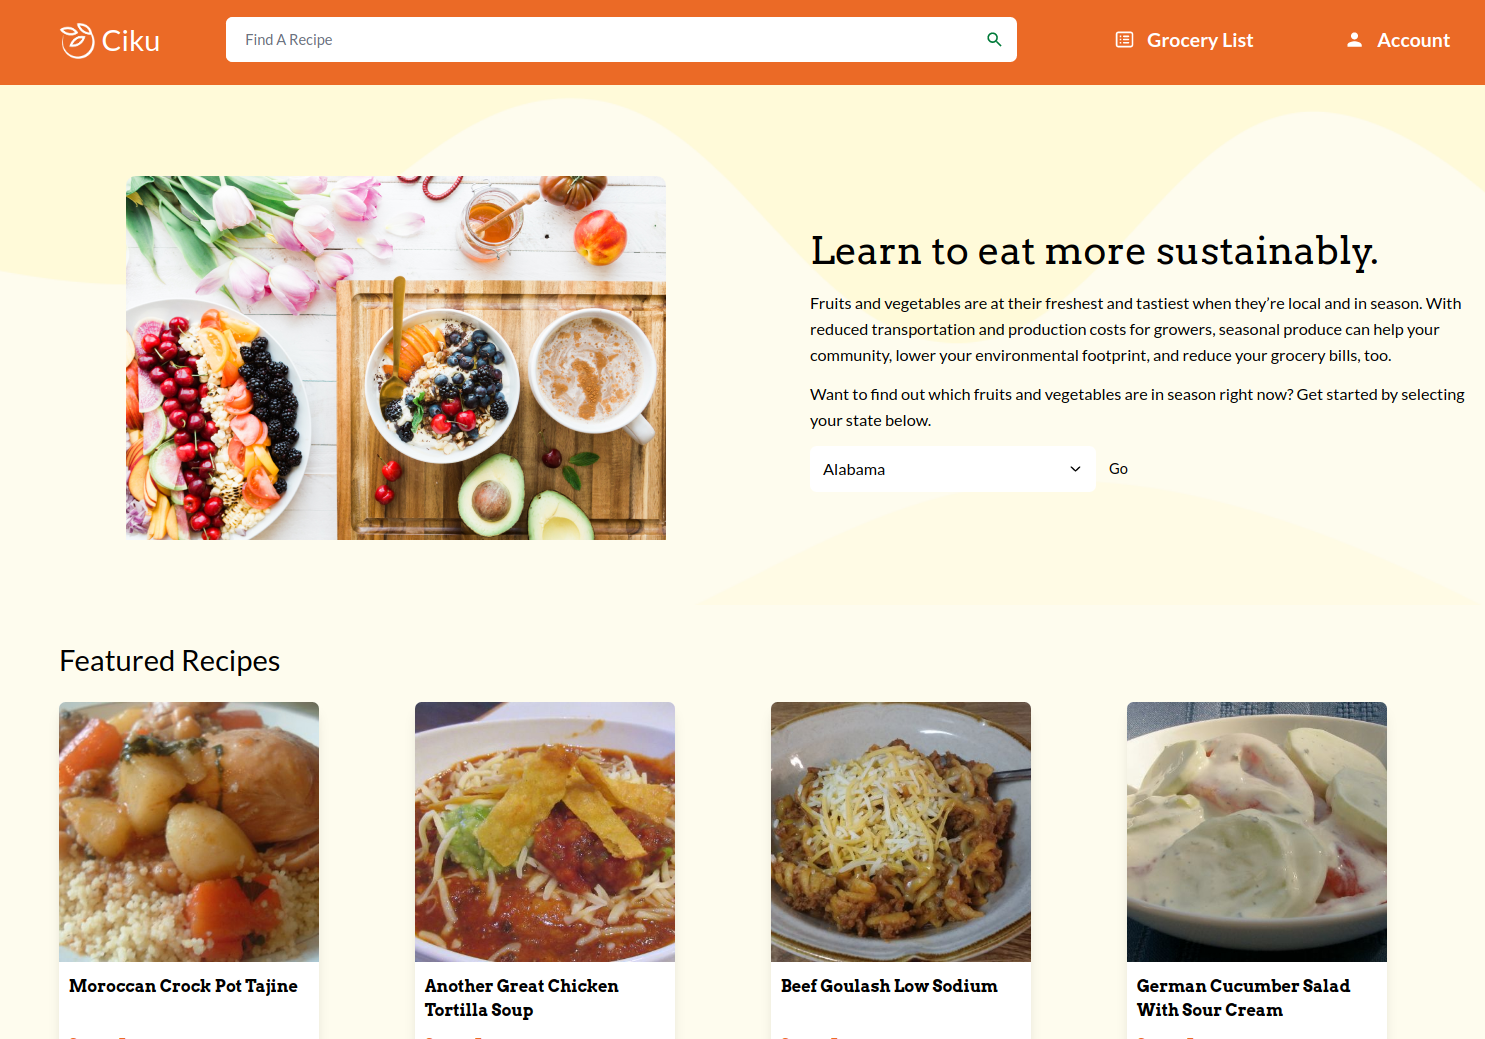 Ciku
Find A Recipe
Grocery List
Account
Learn to eat more sustainably.
Fruits and vegetables are at their freshest and tastiest when they’re local and in season. With
reduced transportation and production costs for growers, seasonal produce can help your
community, lower your environmental footprint, and reduce your grocery bills, too.
Want to find out which fruits and vegetables are in season right now? Get started by selecting
your state below.
Alabama
Go
Featured Recipes
Moroccan Crock Pot Tajine
Another Great Chicken
Tortilla Soup
Beef Goulash Low Sodium
German Cucumber Salad
With Sour Cream